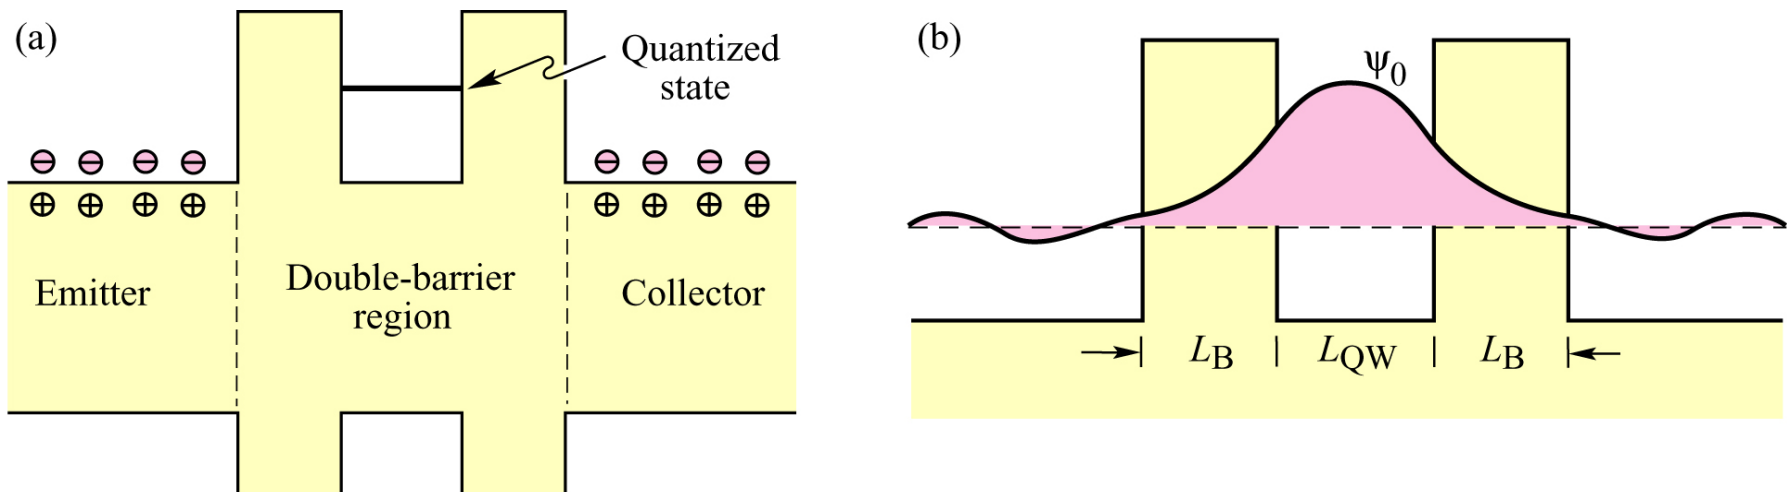 (a)
Quantized
state
⊖ ⊖ ⊖ ⊖
⊖ ⊖ ⊖ ⊖
⊕ ⊕ ⊕ ⊕
⊕ ⊕ ⊕ ⊕
Emitter
Double-barrier
region
Collector
(b)
ψ0
LB
LQW
LB